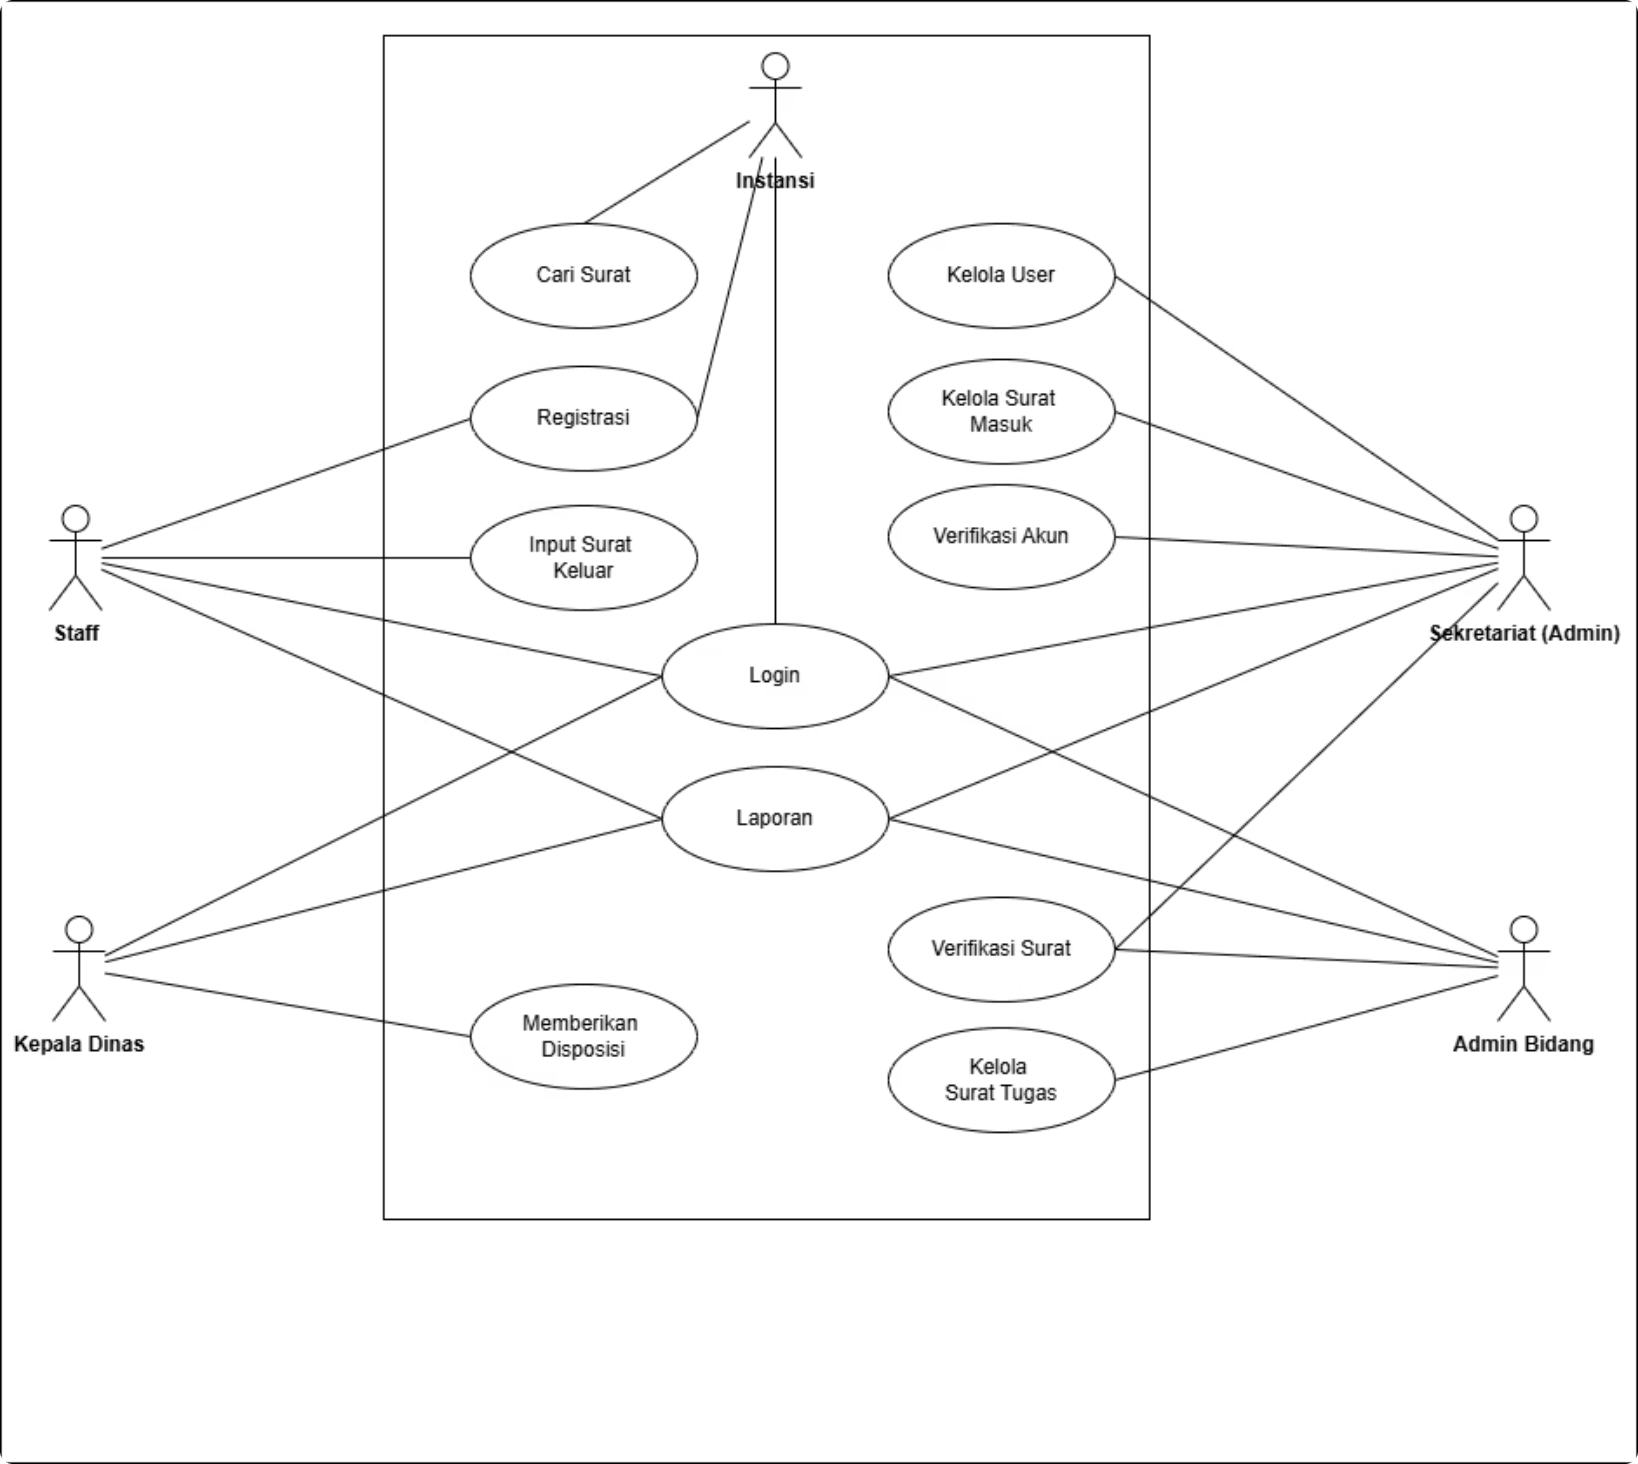 Instansi
Cari Surat
Kelola User
Registrasi
Kelola Surat
Masuk
Input Surat
Keluar
Verifikasi Akun
Staff
Sekretariat (Admin)
Login
Laporan
Verifikasi Surat
Memberikan
Disposisi
Kepala Dinas
Admin Bidang
Kelola
Surat Tugas